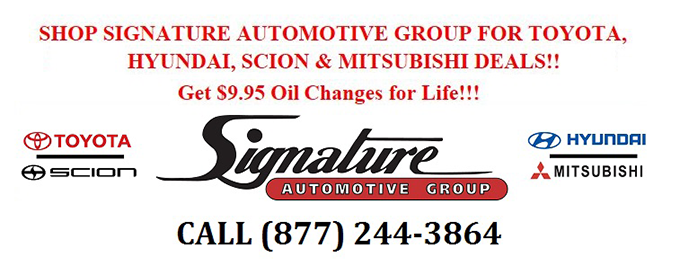 SHOP SIGNATURE AUTOMOTIVE GROUP FOR TOYOTA,
HYUNDAI, SCION & MITSUBISHI DEALS!!
Get $9.95 Oil Changes for Life!!!
TOYOTA
SCION
Signature
AUTOMOTIVE GROUP
HYUNDAI
MITSUBISHI
CALL (877) 244-3864